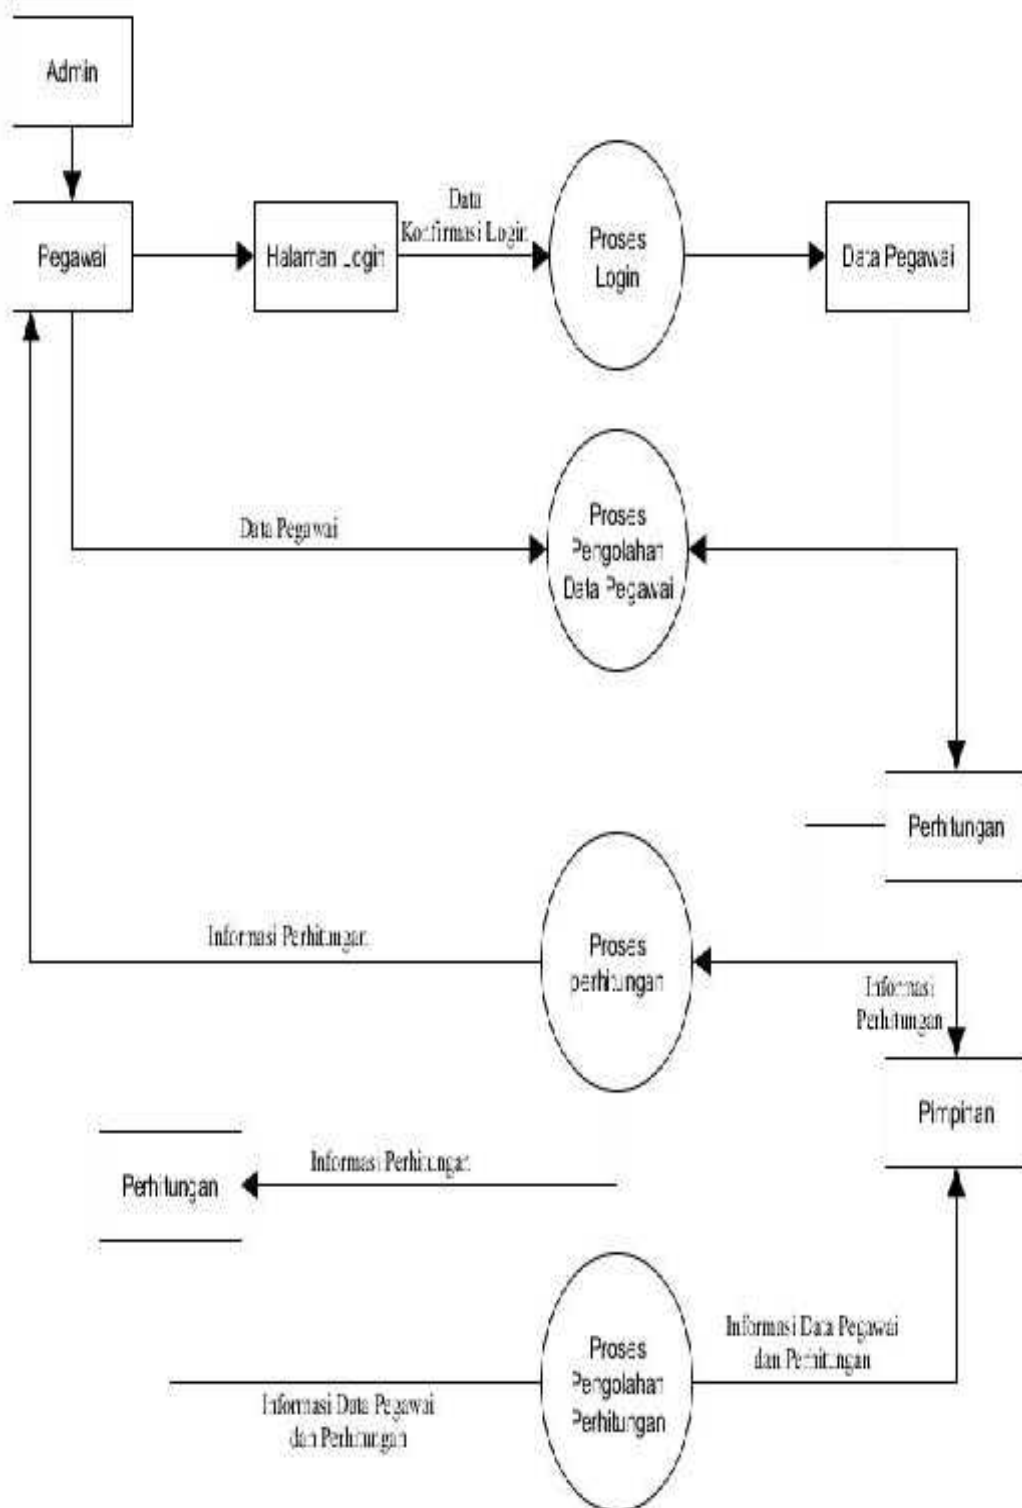 Admin
Data
Konfirmasi Login
Pegawai
Halaman Login
Proses
Login
Data Pegawai
Data Pegawai
Proses
Pengolahan
Data Pegawai
Perhitungan
Informasi Perhitungan
Proses
perhitungan
Informasi
Perhitungan
Pimpinan
Informasi Perhitungan
Perhitungan
Informasi Data Pegawai
dan Perhitungan
Proses
Pengolahan
Perhitungan
Informasi Data Pegawai
dan Perhitungan